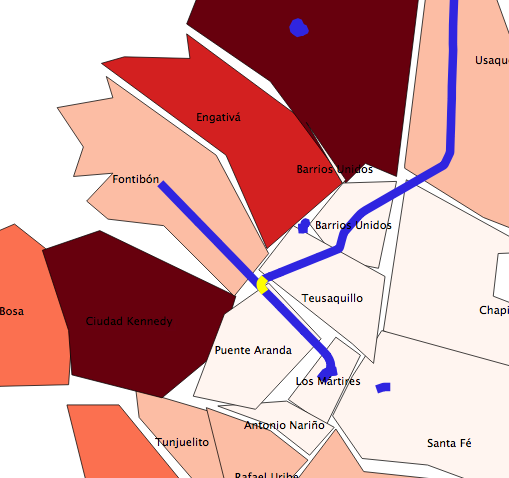 Usaqu
Engativá
Barrios Unidos
Fontibón
Barrios Unidos
Teusaquillo
Bosa
Chapi
Ciudad Kennedy
Puente Aranda
Los Martires
Antonio Nariño
Tunjuelito
Santa Fé
Rafael Uribe